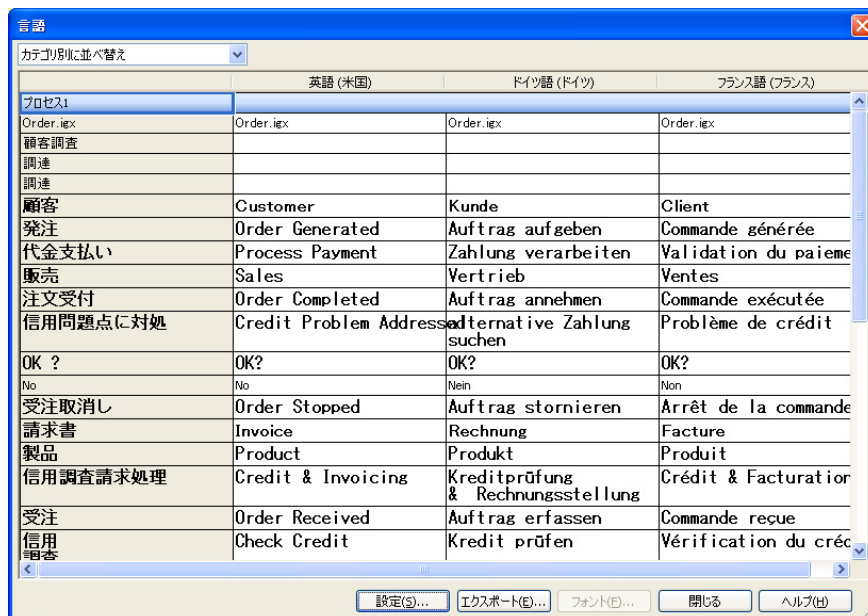 言語
カテゴリ別に並べ替え
英語 (米国) ドイツ語 (ドイツ) フランス語 (フランス)
プロセス1
Order.igx Order.igx Order.igx Order.igx
顧客調査
調達
調達
顧客 Customer Kunde Client
発注 Order Generated Auftrag aufgeben Commande générée
代金支払い Process Payment Zahlung verarbeiten Validation du paieme
販売 Sales Vertrieb Ventes
注文受付 Order Completed Auftrag annehmen Commande exécutée
信用問題点に対処 Credit Problem Addressed alternative Zahlung Problème de crédit
suchen
OK ? OK? OK? OK?
No No Nein Non
受注取消し Order Stopped Auftrag stornieren Arrêt de la commande
請求書 Invoice Rechnung Facture
製品 Product Produkt Produit
信用調査請求処理 Credit & Invoicing Kreditprüfung Crédit & Facturation
& Rechnungsstellung
受注 Order Received Auftrag erfassen Commande reçue
信用 Check Credit Kredit prüfen Vérification du créd
調査
設定(S)... エクスポート(E)... フォント(F)... 閉じる ヘルプ(H)